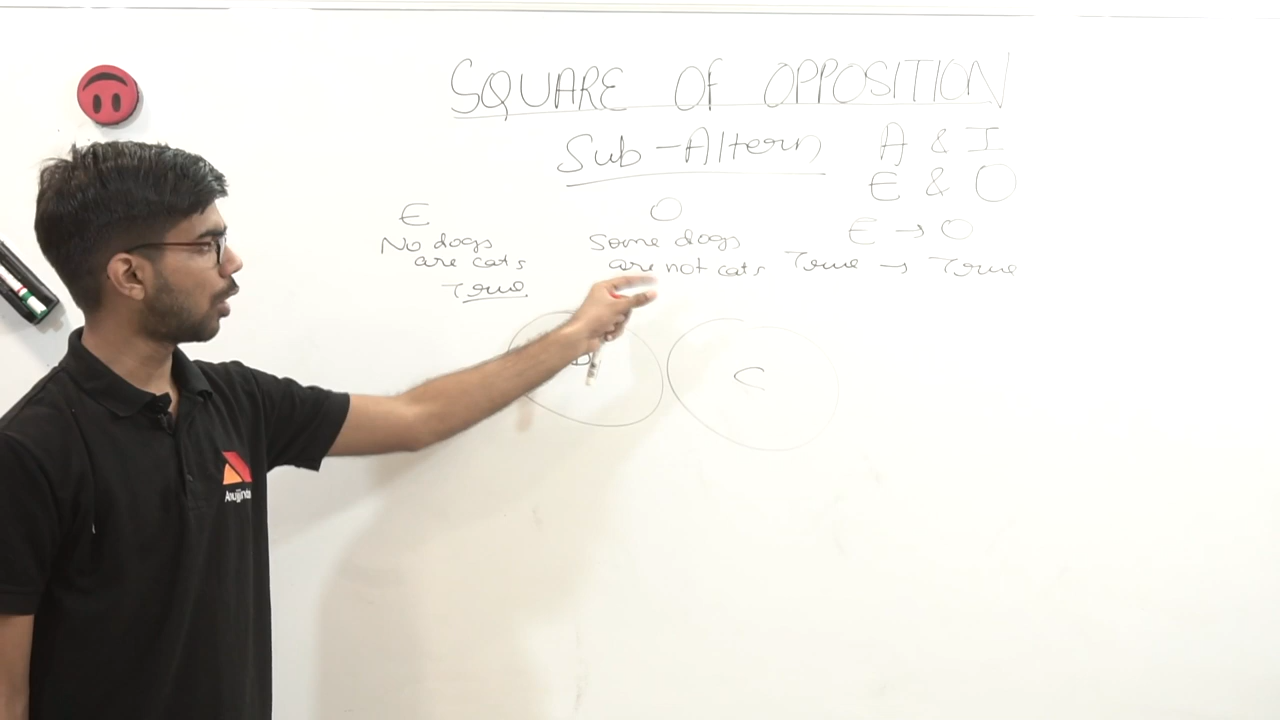 SQUARE OF OPPOSITION
Sub-Altern
A & I
E & O
E
No dogs
are cats
True
O
Some dogs
are not cats
E → O
True → True
D
C